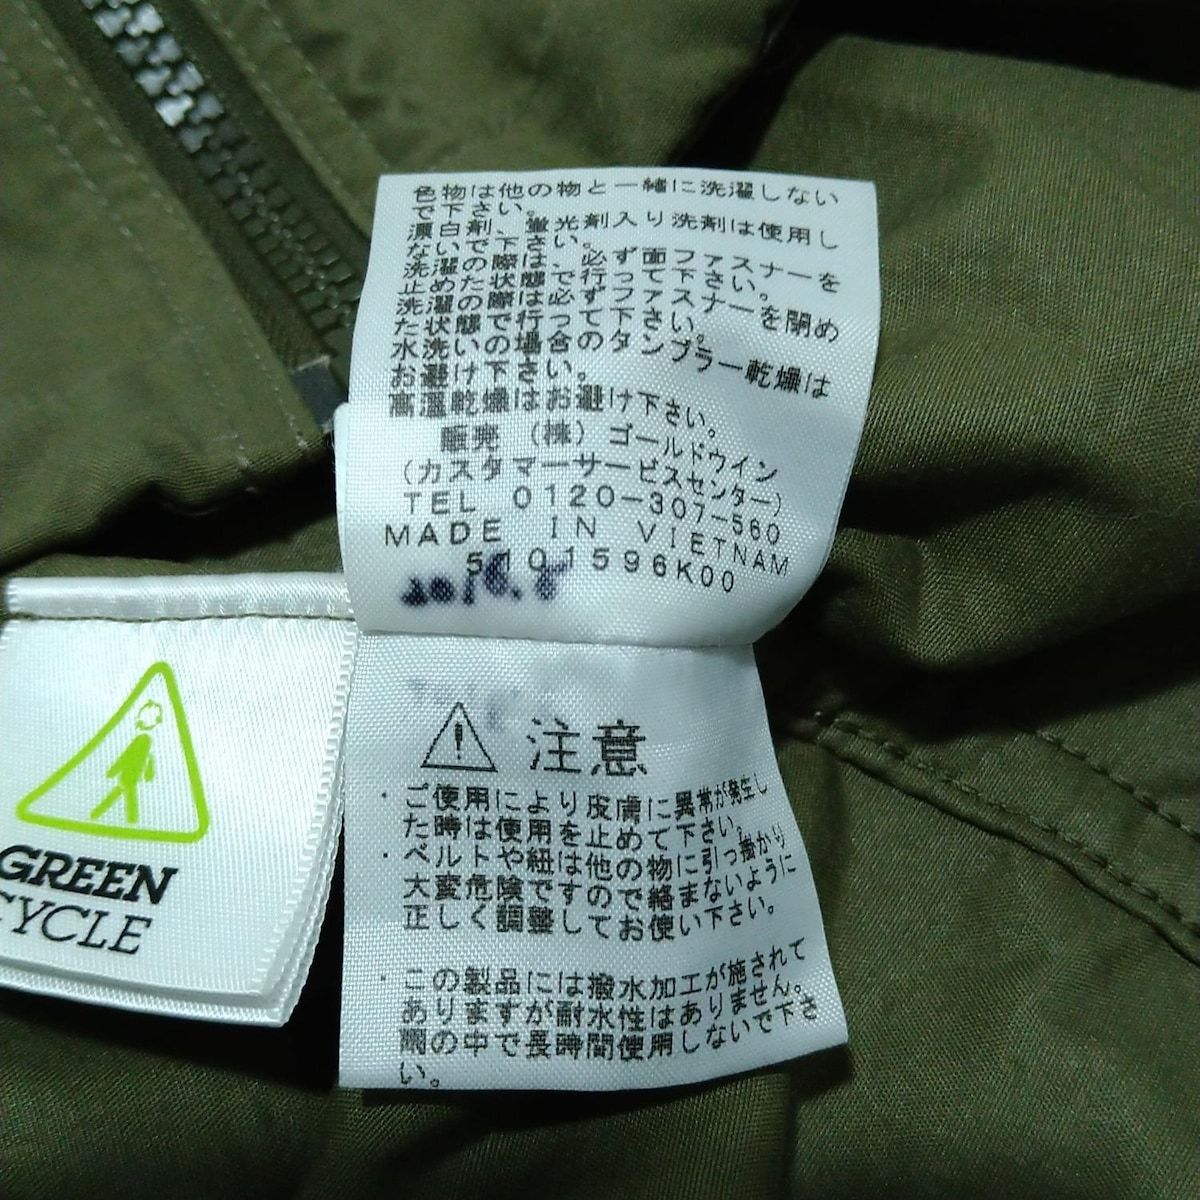 色物は他の物と一緒に洗濯しない
で下さい。
漂白剤、蛍光剤入り洗剤は使用し
ないで下さい。
洗濯の際は、必ず面ファスナーを
止めた状態で行って下さい。
洗濯の際は必ずファスナーを閉め
た状態で行って下さい。
水洗いの場合のタンブラー乾燥は
お避け下さい。
高温乾燥はお避け下さい。
販売 (株) ゴールドウイン
(カスタマーサービスセンター)
TEL 0120-307-560
MADE IN VIETNAM
5101596K00
GREEN
CYCLE
注意
・ご使用により皮膚に異常が発生し
た時は使用を止めて下さい。
・ベルトや紐は他の物に引っ掛かり
大変危険ですので絡まないように
正しく調整してお使い下さい。
・この製品には撥水加工が施されて
ありますが耐水性はありません。
雨の中で長時間使用しないで下さ
い。